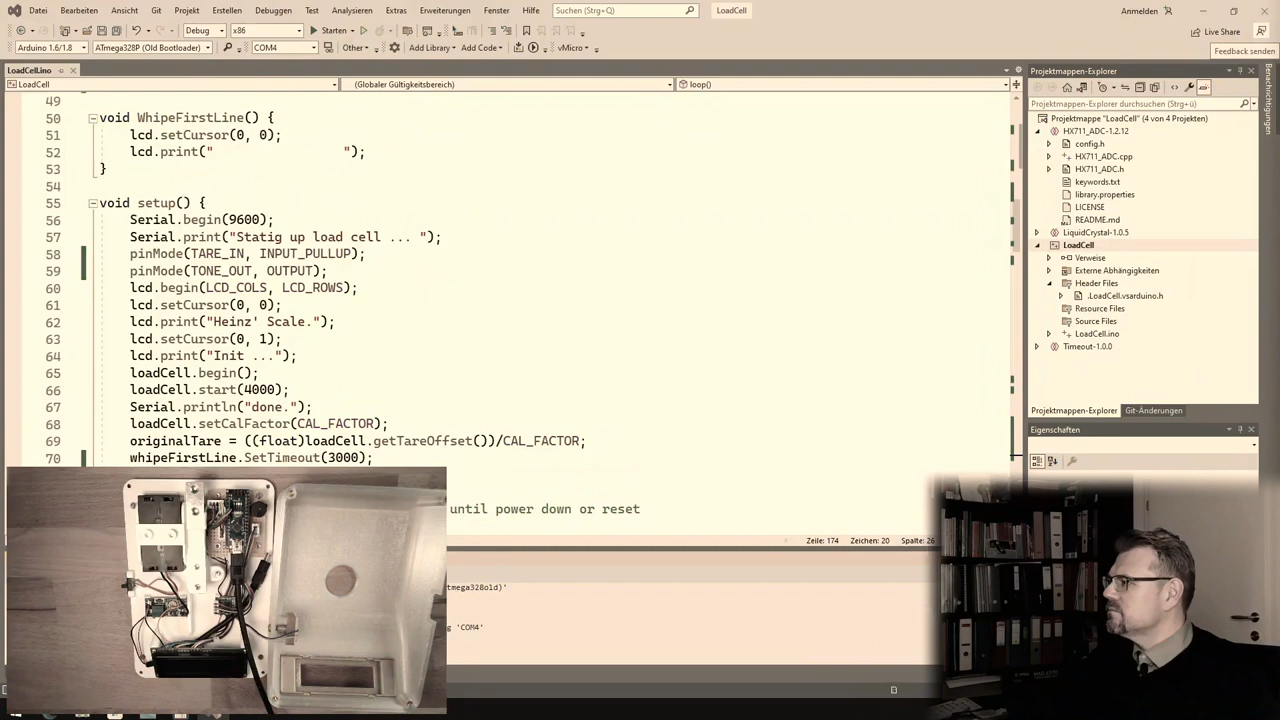 Datei Bearbeiten Ansicht Git Projekt Erstellen Debuggen Test Analysieren Extras Erweiterungen Fenster Hilfe Suchen (Strg+Q) LoadCell Anmelden
Debug x86 Starten Live Share
Arduino 1.6/1.8 ATmega328P (Old Bootloader) COM4 Other Add Library Add Code vMicro
Feedback senden
LoadCell.ino
LoadCell (Globaler Gültigkeitsbereich) loop()
49
50 void WhipeFirstLine() {
51 lcd.setCursor(0, 0);
52 lcd.print("                ");
53 }
54
55 void setup() {
56 Serial.begin(9600);
57 Serial.print("Statig up load cell ... ");
58 pinMode(TARE_IN, INPUT_PULLUP);
59 pinMode(TONE_OUT, OUTPUT);
60 lcd.begin(LCD_COLS, LCD_ROWS);
61 lcd.setCursor(0, 0);
62 lcd.print("Heinz' Scale.");
63 lcd.setCursor(0, 1);
64 lcd.print("Init ...");
65 loadCell.begin();
66 loadCell.start(4000);
67 Serial.println("done.");
68 loadCell.setCalFactor(CAL_FACTOR);
69 originalTare = ((float)loadCell.getTareOffset())/CAL_FACTOR;
70 whipeFirstLine.SetTimeout(3000);
until power down or reset
Zeile: 174 Zeichen: 20 Spalte: 26
tmega328old)'
g 'COM4'
Projektmappen-Explorer
Projektmappen-Explorer durchsuchen (Strg+ü)
Projektmappe "LoadCell" (4 von 4 Projekten)
HX711_ADC-1.2.12
config.h
HX711_ADC.cpp
HX711_ADC.h
keywords.txt
library.properties
LICENSE
README.md
LiquidCrystal-1.0.5
LoadCell
Verweise
Externe Abhängigkeiten
Header Files
.LoadCell.vsarduino.h
Resource Files
Source Files
LoadCell.ino
Timeout-1.0.0
Projektmappen-Explorer Git-Änderungen
Eigenschaften
Benachrichtigungen